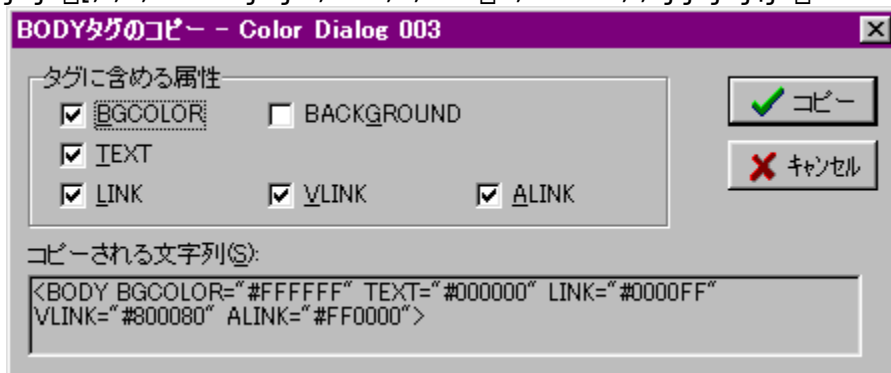 BODYタグのコピー - Color Dialog 003
タグに含める属性
BGCOLOR BACKGROUND
コピー
TEXT
キャンセル
LINK VLINK ALINK
コピーされる文字列(S):
<BODY BGCOLOR="#FFFFFF" TEXT="#000000" LINK="#0000FF"
VLINK="#800080" ALINK="#FF0000">